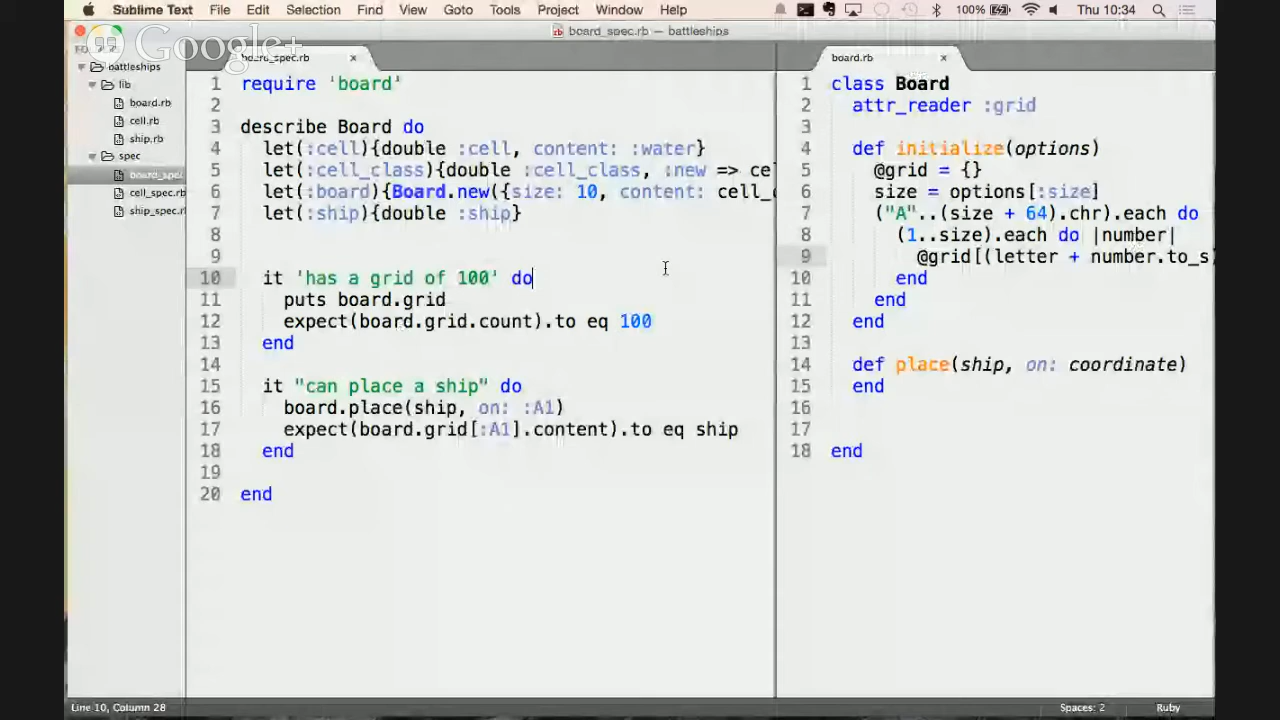 Sublime Text File Edit Selection Find View Goto Tools Project Window Help 100% Thu 10:34
board_spec.rb — battleships
Google+
board_spec.rb
board.rb
battleships
lib
board.rb
cell.rb
ship.rb
spec
board_spec
cell_spec.rb
ship_spec.r
1 require 'board'
2
3 describe Board do
4 let(:cell){double :cell, content: :water}
5 let(:cell_class){double :cell_class, :new => ce
6 let(:board){Board.new({size: 10, content: cell_c
7 let(:ship){double :ship}
8
9
10 it 'has a grid of 100' do
11 puts board.grid
12 expect(board.grid.count).to eq 100
13 end
14
15 it "can place a ship" do
16 board.place(ship, on: :A1)
17 expect(board.grid[:A1].content).to eq ship
18 end
19
20 end
1 class Board
2 attr_reader :grid
3
4 def initialize(options)
5 @grid = {}
6 size = options[:size]
7 ("A"..(size + 64).chr).each do
8 (1..size).each do |number|
9 @grid[(letter + number.to_s)
10 end
11 end
12 end
13
14 def place(ship, on: coordinate)
15 end
16
17
18 end
Line 10, Column 28
Spaces: 2
Ruby